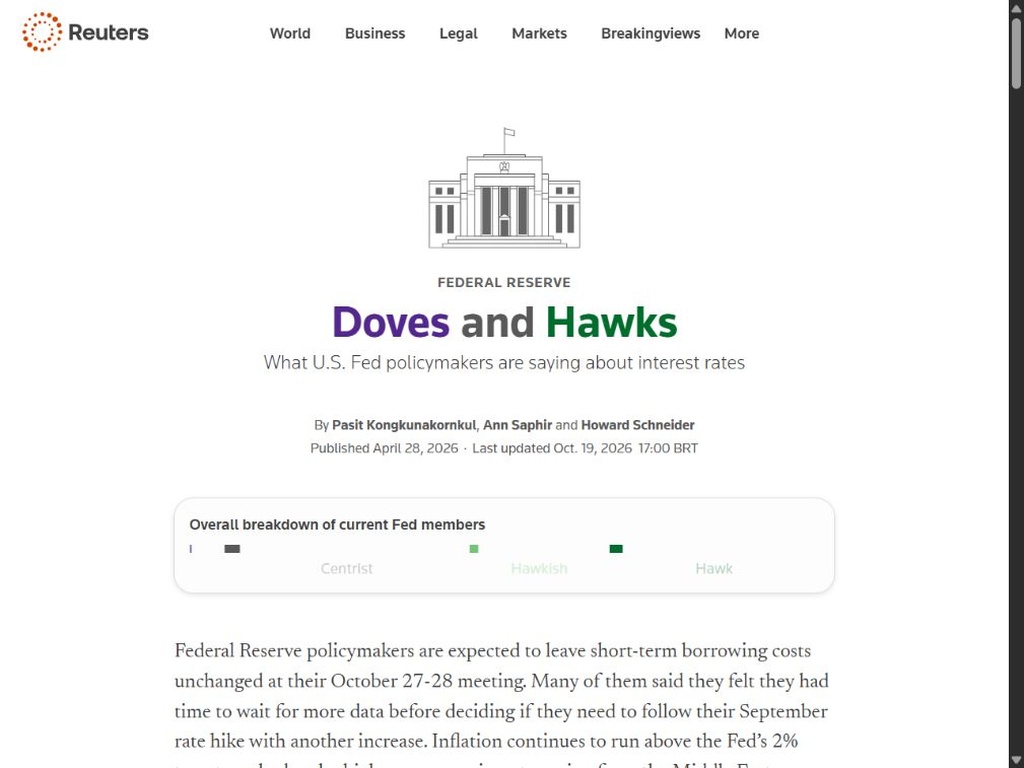 Reuters
World Business Legal Markets Breakingviews More
FEDERAL RESERVE
Doves and Hawks
What U.S. Fed policymakers are saying about interest rates
By Pasit Kongkunakornkul, Ann Saphir and Howard Schneider
Published April 28, 2026 · Last updated Oct. 19, 2026 17:00 BRT
Overall breakdown of current Fed members
Centrist Hawkish Hawk
Federal Reserve policymakers are expected to leave short-term borrowing costs
unchanged at their October 27-28 meeting. Many of them said they felt they had
time to wait for more data before deciding if they need to follow their September
rate hike with another increase. Inflation continues to run above the Fed’s 2%